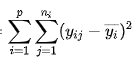 = \sum_{i=1}^{p} \sum_{j=1}^{n_i} (y_{ij} - \overline{y_i})^2